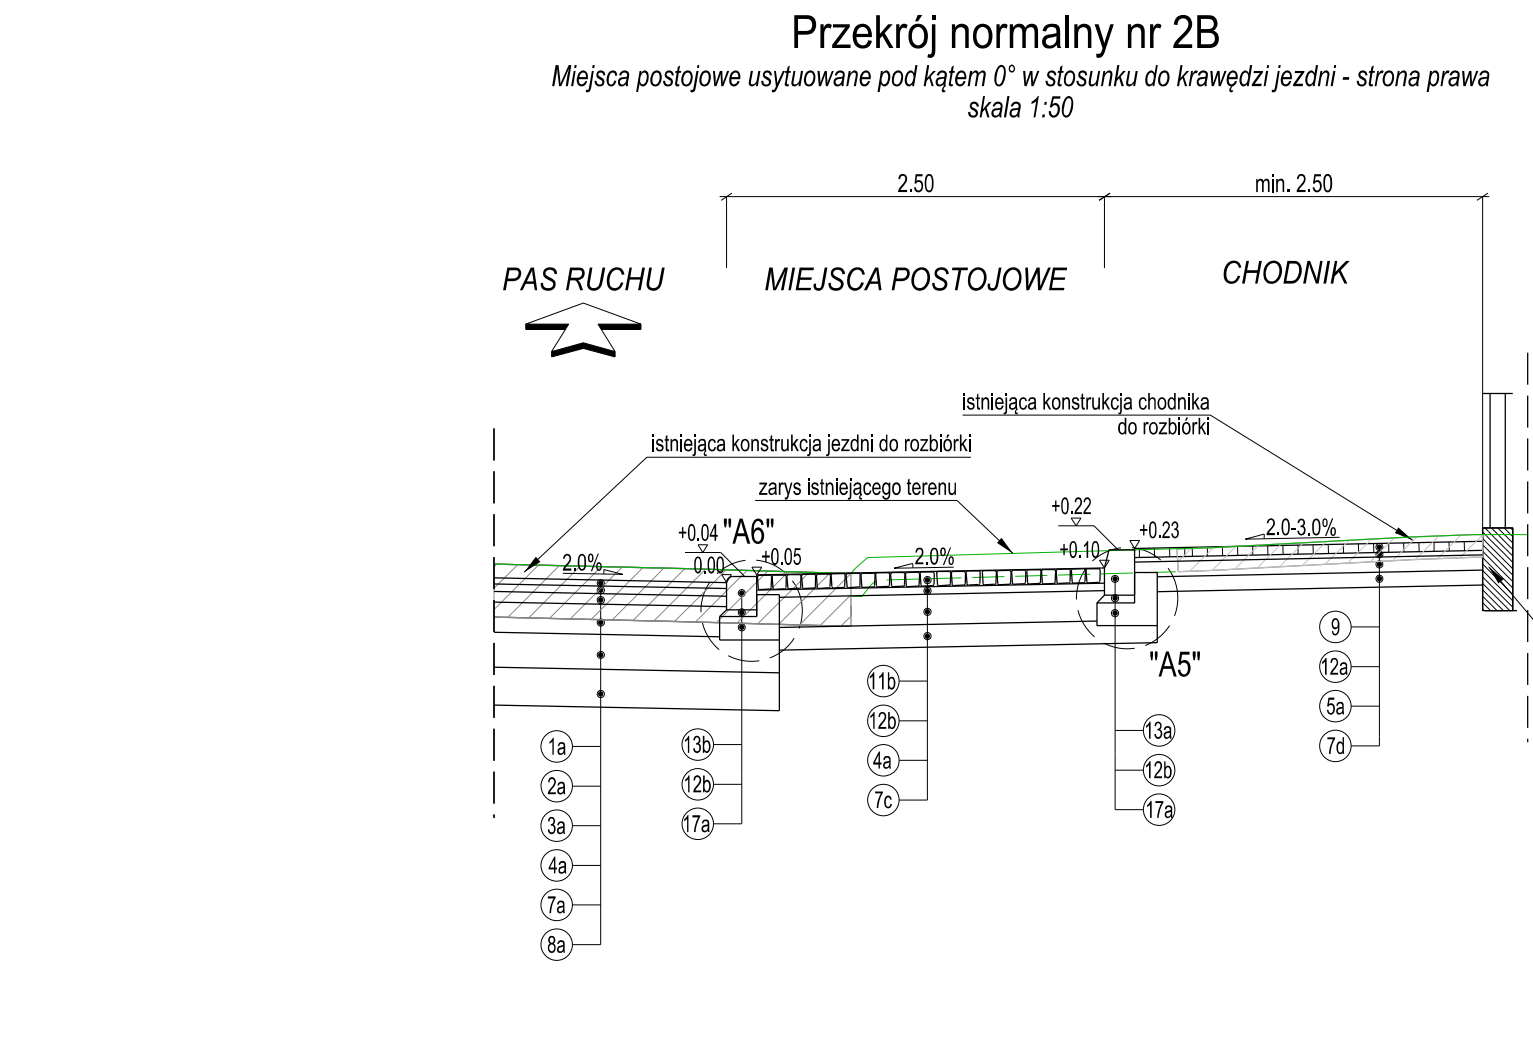 Przekrój normalny nr 2B
Miejsca postojowe usytuowane pod kątem 0° w stosunku do krawędzi jezdni - strona prawa
skala 1:50
2.50
min. 2.50
PAS RUCHU
MIEJSCA POSTOJOWE
CHODNIK
istniejąca konstrukcja chodnika
do rozbiórki
istniejąca konstrukcja jezdni do rozbiórki
zarys istniejącego terenu
+0.22
+0.04
"A6"
+0.23
2.0-3.0%
2,0%
0.00
+0.05
2.0%
+0.10
"A5"
1a
2a
3a
4a
7a
8a
13b
12b
17a
11b
12b
4a
7c
13a
12b
17a
9
12a
5a
7d